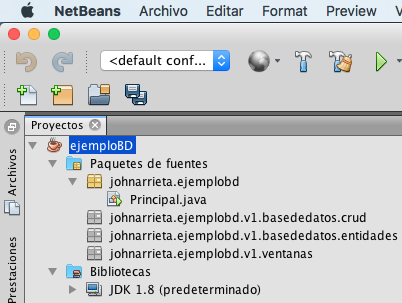 NetBeans Archivo Editar Format Preview V
<default conf...
Proyectos
Archivos
Prestaciones
ejemploBD
Paquetes de fuentes
johnarrieta.ejemplobd
Principal.java
johnarrieta.ejemplobd.v1.basededatos.crud
johnarrieta.ejemplobd.v1.basededatos.entidades
johnarrieta.ejemplobd.v1.ventanas
Bibliotecas
JDK 1.8 (predeterminado)